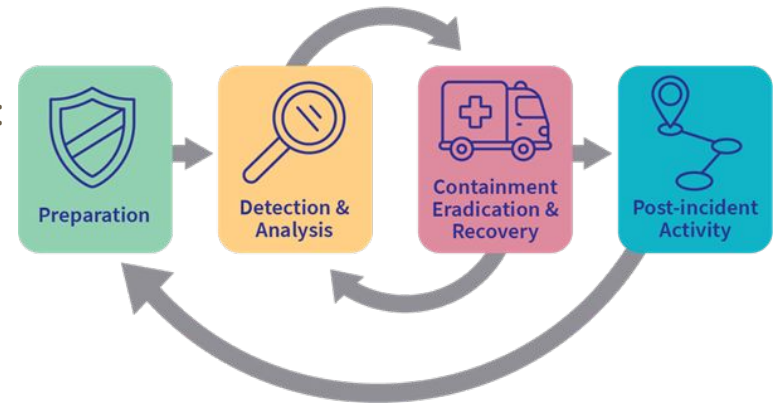 :
Preparation
Detection &
Analysis
Containment
Eradication &
Recovery
Post-incident
Activity